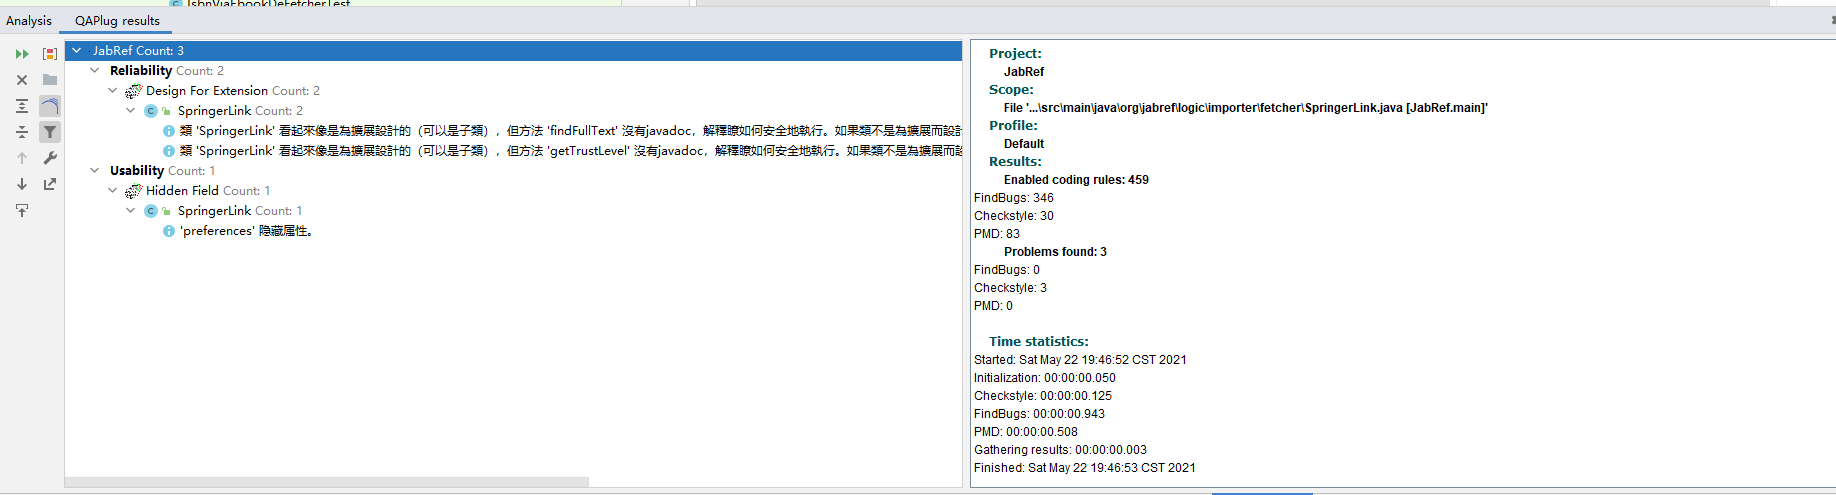 IsbnViaEbookDeFetcherTest
Analysis QAPlug results
JabRef Count: 3
Reliability Count: 2
Design For Extension Count: 2
SpringerLink Count: 2
類 'SpringerLink' 看起來像是為擴展設計的（可以是子類），但方法 'findFullText' 沒有javadoc，解釋瞭如何安全地執行。如果類不是為擴展而設計
類 'SpringerLink' 看起來像是為擴展設計的（可以是子類），但方法 'getTrustLevel' 沒有javadoc，解釋瞭如何安全地執行。如果類不是為擴展而設
Usability Count: 1
Hidden Field Count: 1
SpringerLink Count: 1
'preferences' 隐藏属性。
Project:
JabRef
Scope:
File '...\src\main\java\org\jabref\logic\importer\fetcher\SpringerLink.java [JabRef.main]'
Profile:
Default
Results:
Enabled coding rules: 459
FindBugs: 346
Checkstyle: 30
PMD: 83
Problems found: 3
FindBugs: 0
Checkstyle: 3
PMD: 0
Time statistics:
Started: Sat May 22 19:46:52 CST 2021
Initialization: 00:00:00.050
Checkstyle: 00:00:00.125
FindBugs: 00:00:00.943
PMD: 00:00:00.508
Gathering results: 00:00:00.003
Finished: Sat May 22 19:46:53 CST 2021